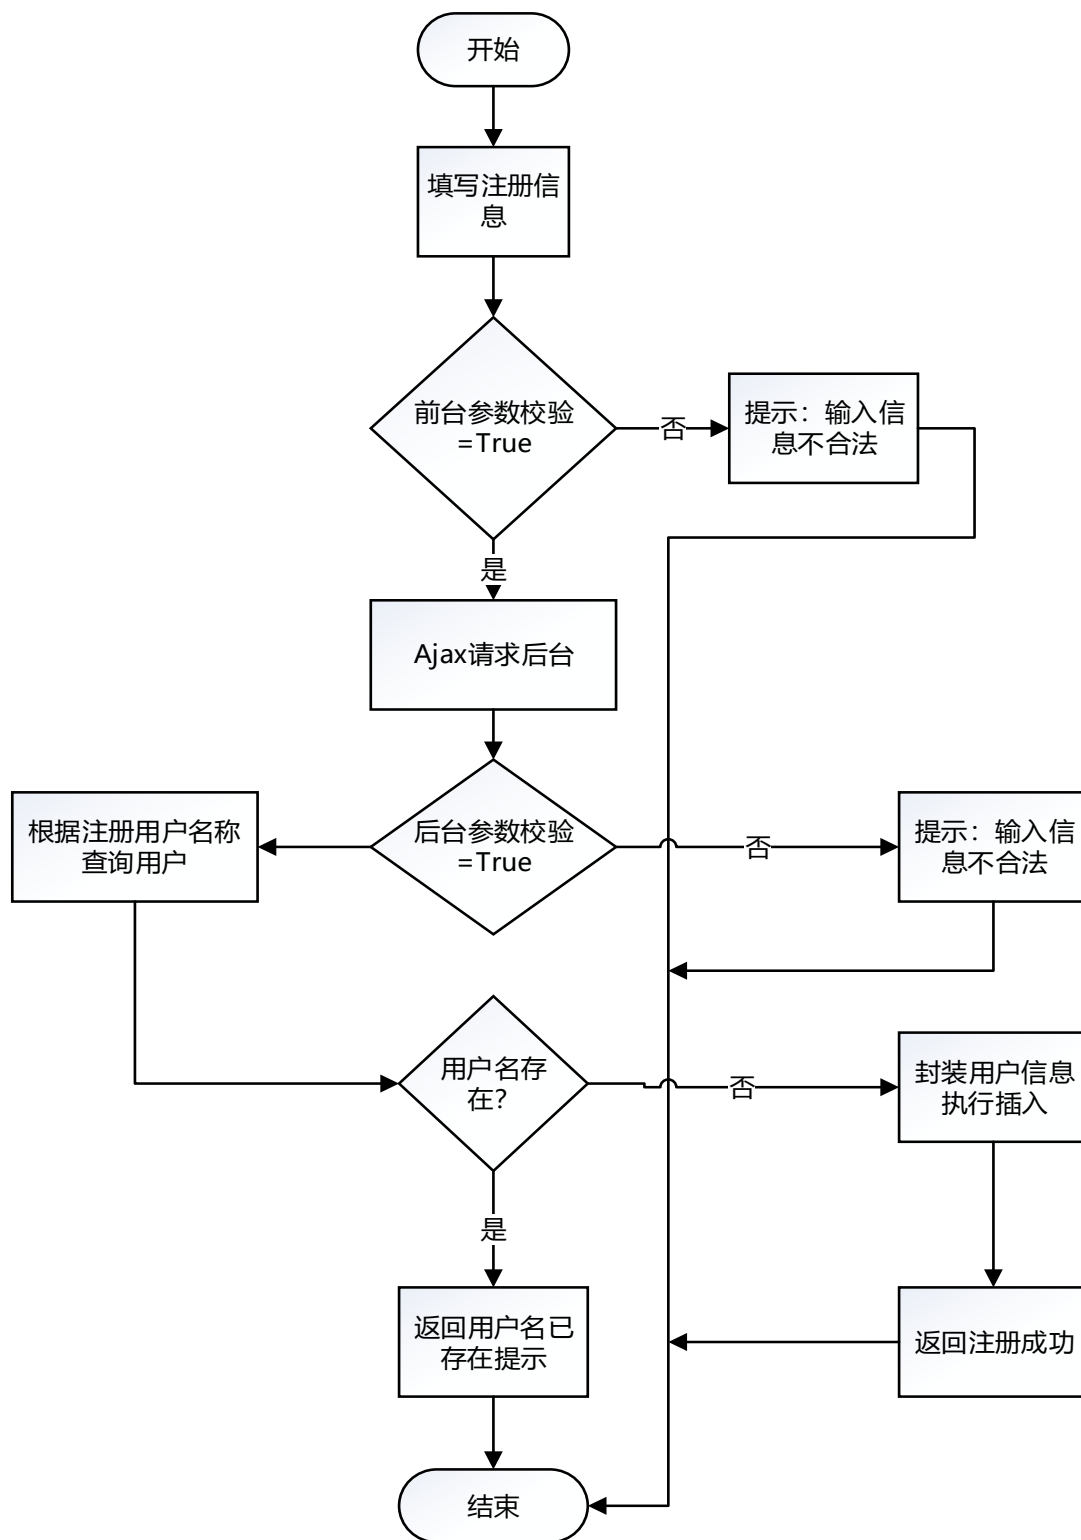 开始
填写注册信
息
前台参数校验
=True
否
提示：输入信
息不合法
是
Ajax请求后台
根据注册用户名称
查询用户
后台参数校验
=True
否
提示：输入信
息不合法
用户名存
在？
否
封装用户信息
执行插入
是
返回用户名已
存在提示
返回注册成功
结束